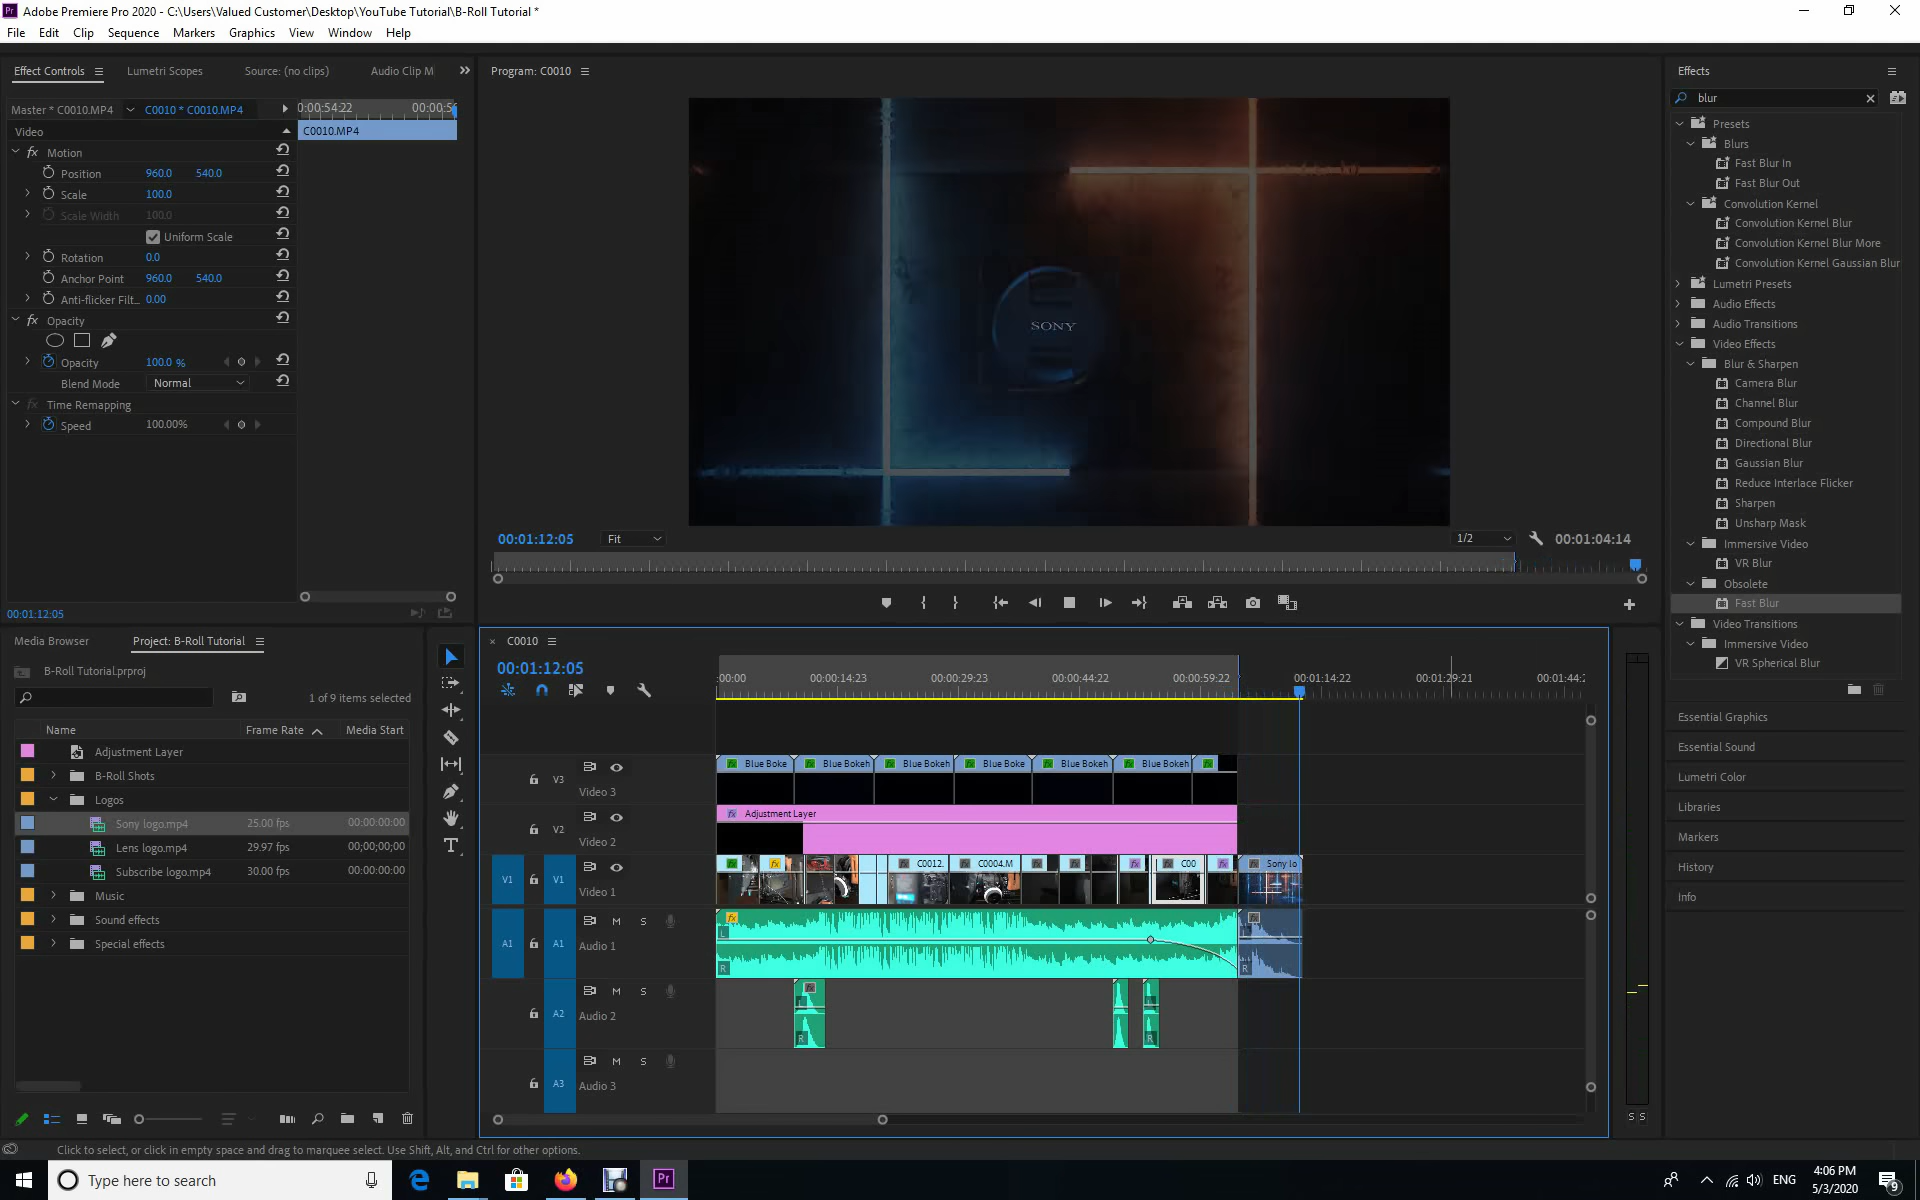 Adobe Premiere Pro 2020 - C:\Users\Valued Customer\Desktop\YouTube Tutorial\B-Roll Tutorial *
File Edit Clip Sequence Markers Graphics View Window Help
Effect Controls Lumetri Scopes Source: (no clips) Audio Clip M
Program: C0010
Effects
Master * C0010.MP4 C0010 * C0010.MP4
0:00:54:22 00:00:5
blur
Video
C0010.MP4
Motion
Position 960.0 540.0
Scale 100.0
Scale Width 100.0
Uniform Scale
Rotation 0.0
Anchor Point 960.0 540.0
Anti-flicker Filt... 0.00
Opacity
Opacity 100.0 %
Blend Mode Normal
Time Remapping
Speed 100.00%
00:01:12:05
SONY
00:01:12:05 Fit 1/2 00:01:04:14
Presets
Blurs
Fast Blur In
Fast Blur Out
Convolution Kernel
Convolution Kernel Blur
Convolution Kernel Blur More
Convolution Kernel Gaussian Blur
Lumetri Presets
Audio Effects
Audio Transitions
Video Effects
Blur & Sharpen
Camera Blur
Channel Blur
Compound Blur
Directional Blur
Gaussian Blur
Reduce Interlace Flicker
Sharpen
Unsharp Mask
Immersive Video
VR Blur
Obsolete
Fast Blur
Video Transitions
Immersive Video
VR Spherical Blur
Essential Graphics
Essential Sound
Lumetri Color
Libraries
Markers
History
Info
Media Browser Project: B-Roll Tutorial
B-Roll Tutorial.prproj
1 of 9 items selected
Name Frame Rate Media Start
Adjustment Layer
B-Roll Shots
Logos
Sony logo.mp4 25.00 fps 00:00:00:00
Lens logo.mp4 29.97 fps 00;00;00;00
Subscribe logo.mp4 30.00 fps 00:00:00:00
Music
Sound effects
Special effects
C0010
00:01:12:05
:00:00 00:00:14:23 00:00:29:23 00:00:44:22 00:00:59:22 00:01:14:22 00:01:29:21 00:01:44:2
V3 Video 3 Blue Boke Blue Bokeh Blue Bokeh Blue Boke Blue Bokeh Blue Bokeh
V2 Video 2 Adjustment Layer
V1 V1 Video 1 C0012. C0004.M C00 Sony lo
A1 A1 M S Audio 1 L R L R
A2 M S Audio 2 L R L R
A3 M S Audio 3
S S
Click to select, or click in empty space and drag to marquee select. Use Shift, Alt, and Ctrl for other options.
Type here to search
Pr
ENG
4:06 PM
5/3/2020
9